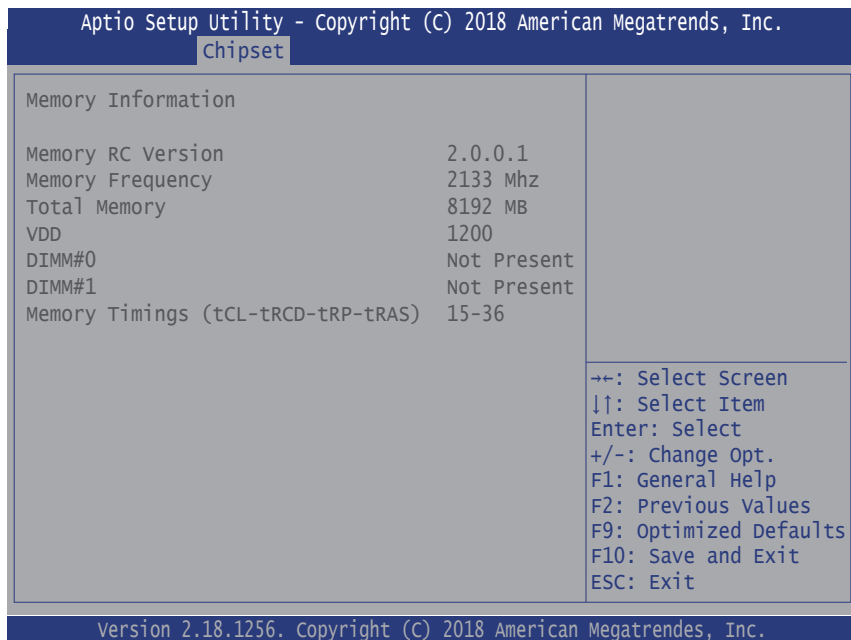 Aptio Setup Utility - Copyright (C) 2018 American Megatrends, Inc.
Chipset
Memory Information
Memory RC Version 2.0.0.1
Memory Frequency 2133 Mhz
Total Memory 8192 MB
VDD 1200
DIMM#0 Not Present
DIMM#1 Not Present
Memory Timings (tCL-tRCD-tRP-tRAS) 15-36
→←: Select Screen
↓↑: Select Item
Enter: Select
+/-: Change Opt.
F1: General Help
F2: Previous Values
F9: Optimized Defaults
F10: Save and Exit
ESC: Exit
Version 2.18.1256. Copyright (C) 2018 American Megatrendes, Inc.